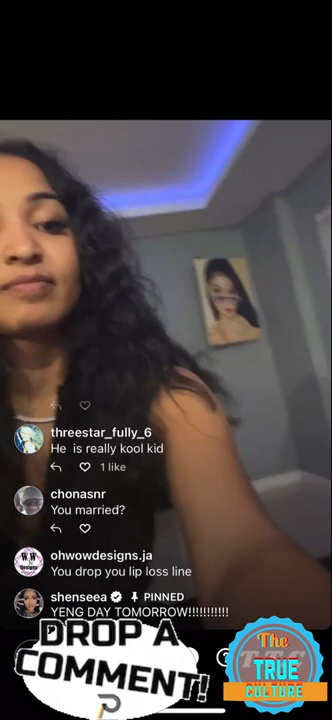 threestar_fully_6
He is really kool kid
1 like
chonasnr
You married?
ohwowdesigns.ja
You drop you lip loss line
shenseea PINNED
YENG DAY TOMORROW!!!!!!!!!!!
DROP A
COMMENT!
The
TRUE
CULTURE